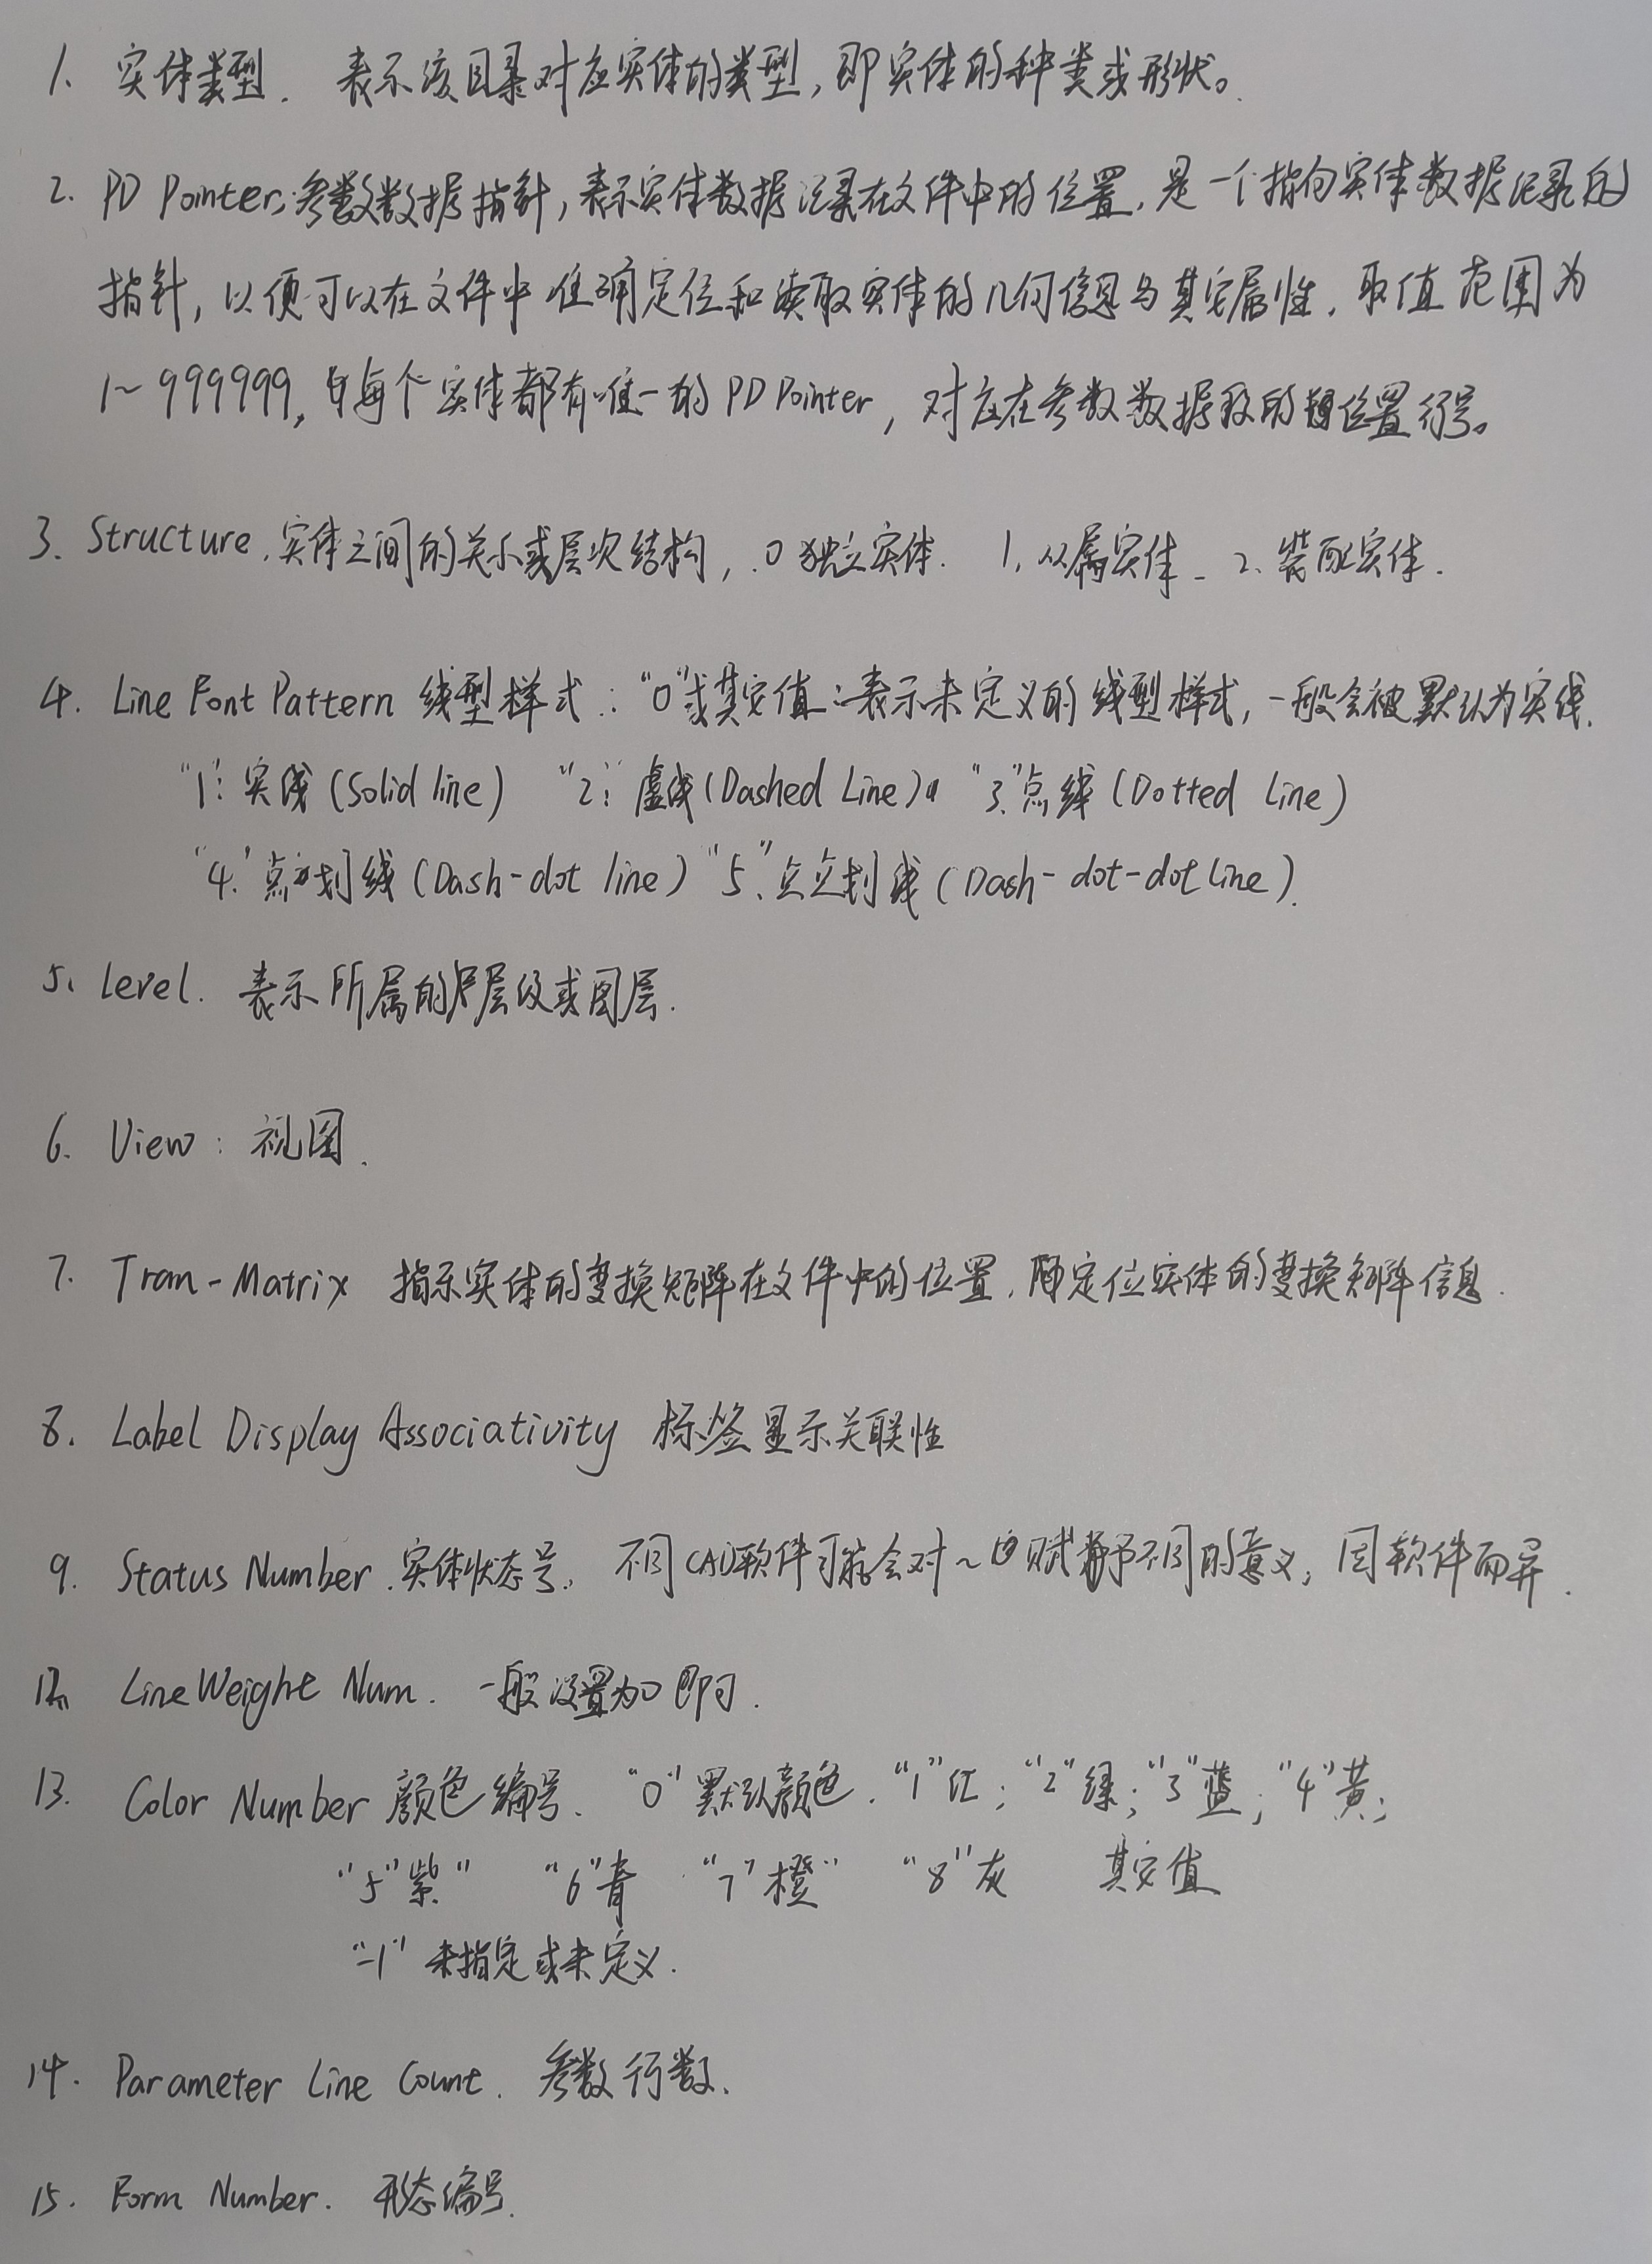 1. 实体类型. 表示该目录对应实体的类型,即实体的种类或形状。
2. PD Pointer:参数数据指针,表示实体数据记录在文件中的位置,是一个指向实体数据记录的
指针,以便可以在文件中准确定位和读取实体的几何信息与其它属性.取值范围为
1~999999,每个实体都有唯一的PD Pointer,对应在参数数据段的位置行号。
3. Structure.实体之间的关系或层次结构,.0独立实体. 1.从属实体. 2.装配实体.
4. Line Font Pattern 线型样式:"0"或其它值:表示未定义的线型样式,一般会被默认为实线.
"1":实线(Solid line) "2":虚线(Dashed Line) "3"点线(Dotted Line)
"4"点划线(Dash-dot line) "5"点点划线(Dash-dot-dot Line).
5. Level. 表示所属的层级或图层.
6. View: 视图.
7. Tran-Matrix 指示实体的变换矩阵在文件中的位置,定位实体的变换矩阵信息.
8. Label Display Associativity 标签显示关联性
9. Status Number.实体状态号. 不同CAD软件可能会对~赋予不同的意义,因软件而异.
12. Line Weight Num. 一般设置为0即可.
13. Color Number 颜色编号. "0"默认颜色."1"红;"2"绿;"3"蓝;"4"黄;
"5"紫" "6"青 "7"橙" "8"灰 其它值
"-1"未指定或未定义.
14. Parameter Line Count. 参数行数.
15. Form Number. 形态编号.